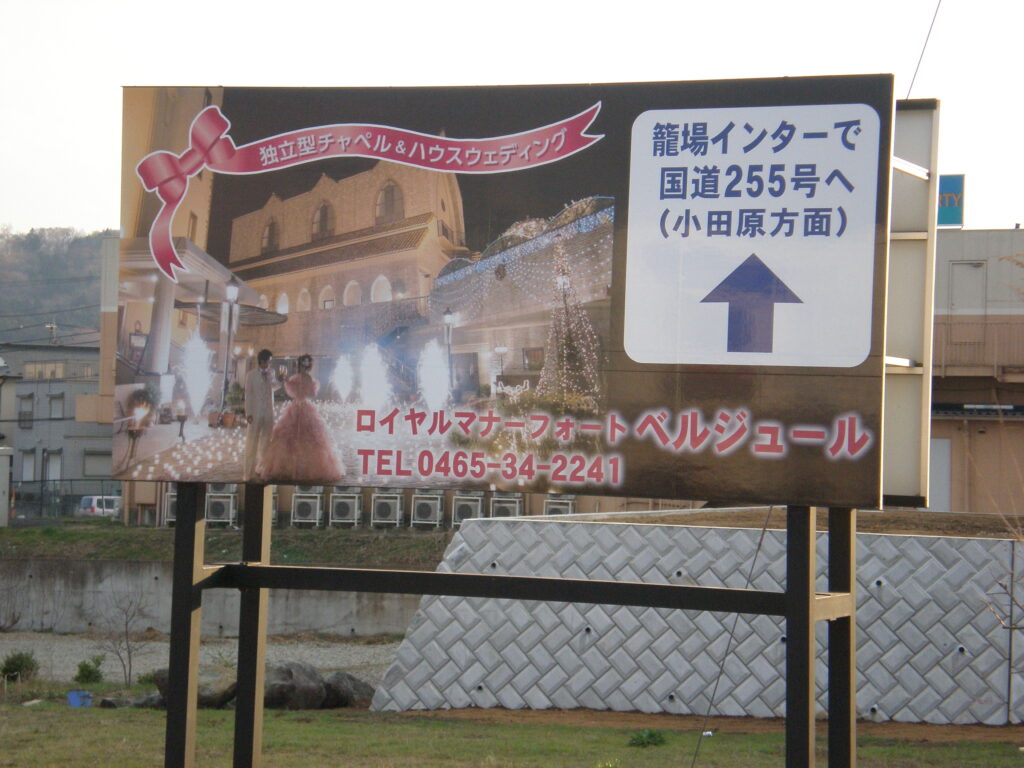 独立型チャペル&ハウスウェディング
籠場インターで
国道255号へ
(小田原方面)
ロイヤルマナーフォート ベルジュール
TEL 0465-34-2241